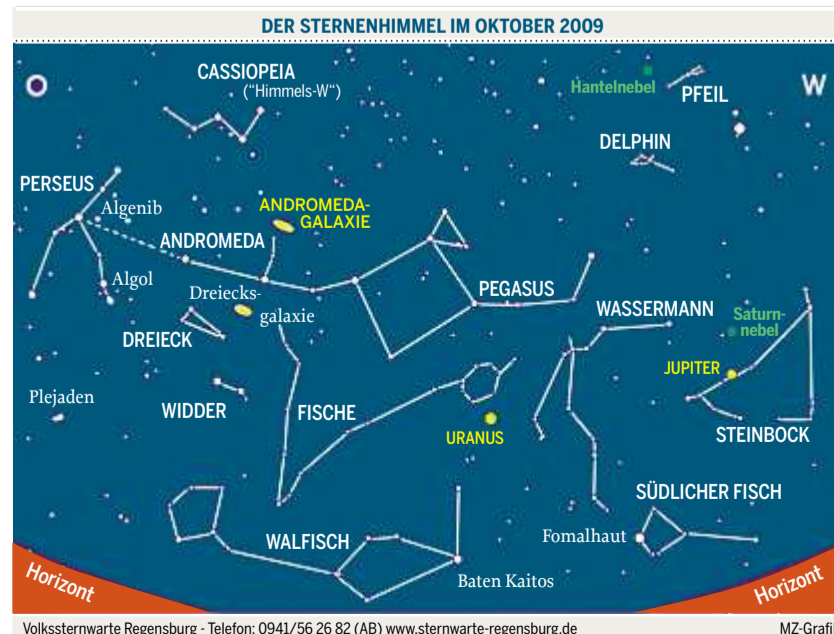 DER STERNENHIMMEL IM OKTOBER 2009
O
CASSIOPEIA
("Himmels-W“)
Hantelnebel
PFEIL
W
DELPHIN
PERSEUS
Algenib
ANDROMEDA-
GALAXIE
ANDROMEDA
Algol
Dreiecks-
galaxie
PEGASUS
WASSERMANN
Saturn-
nebel
DREIECK
JUPITER
Plejaden
WIDDER
FISCHE
URANUS
STEINBOCK
SÜDLICHER FISCH
WALFISCH
Fomalhaut
Baten Kaitos
Horizont
Horizont
Volkssternwarte Regensburg - Telefon: 0941/56 26 82 (AB) www.sternwarte-regensburg.de
MZ-Grafi